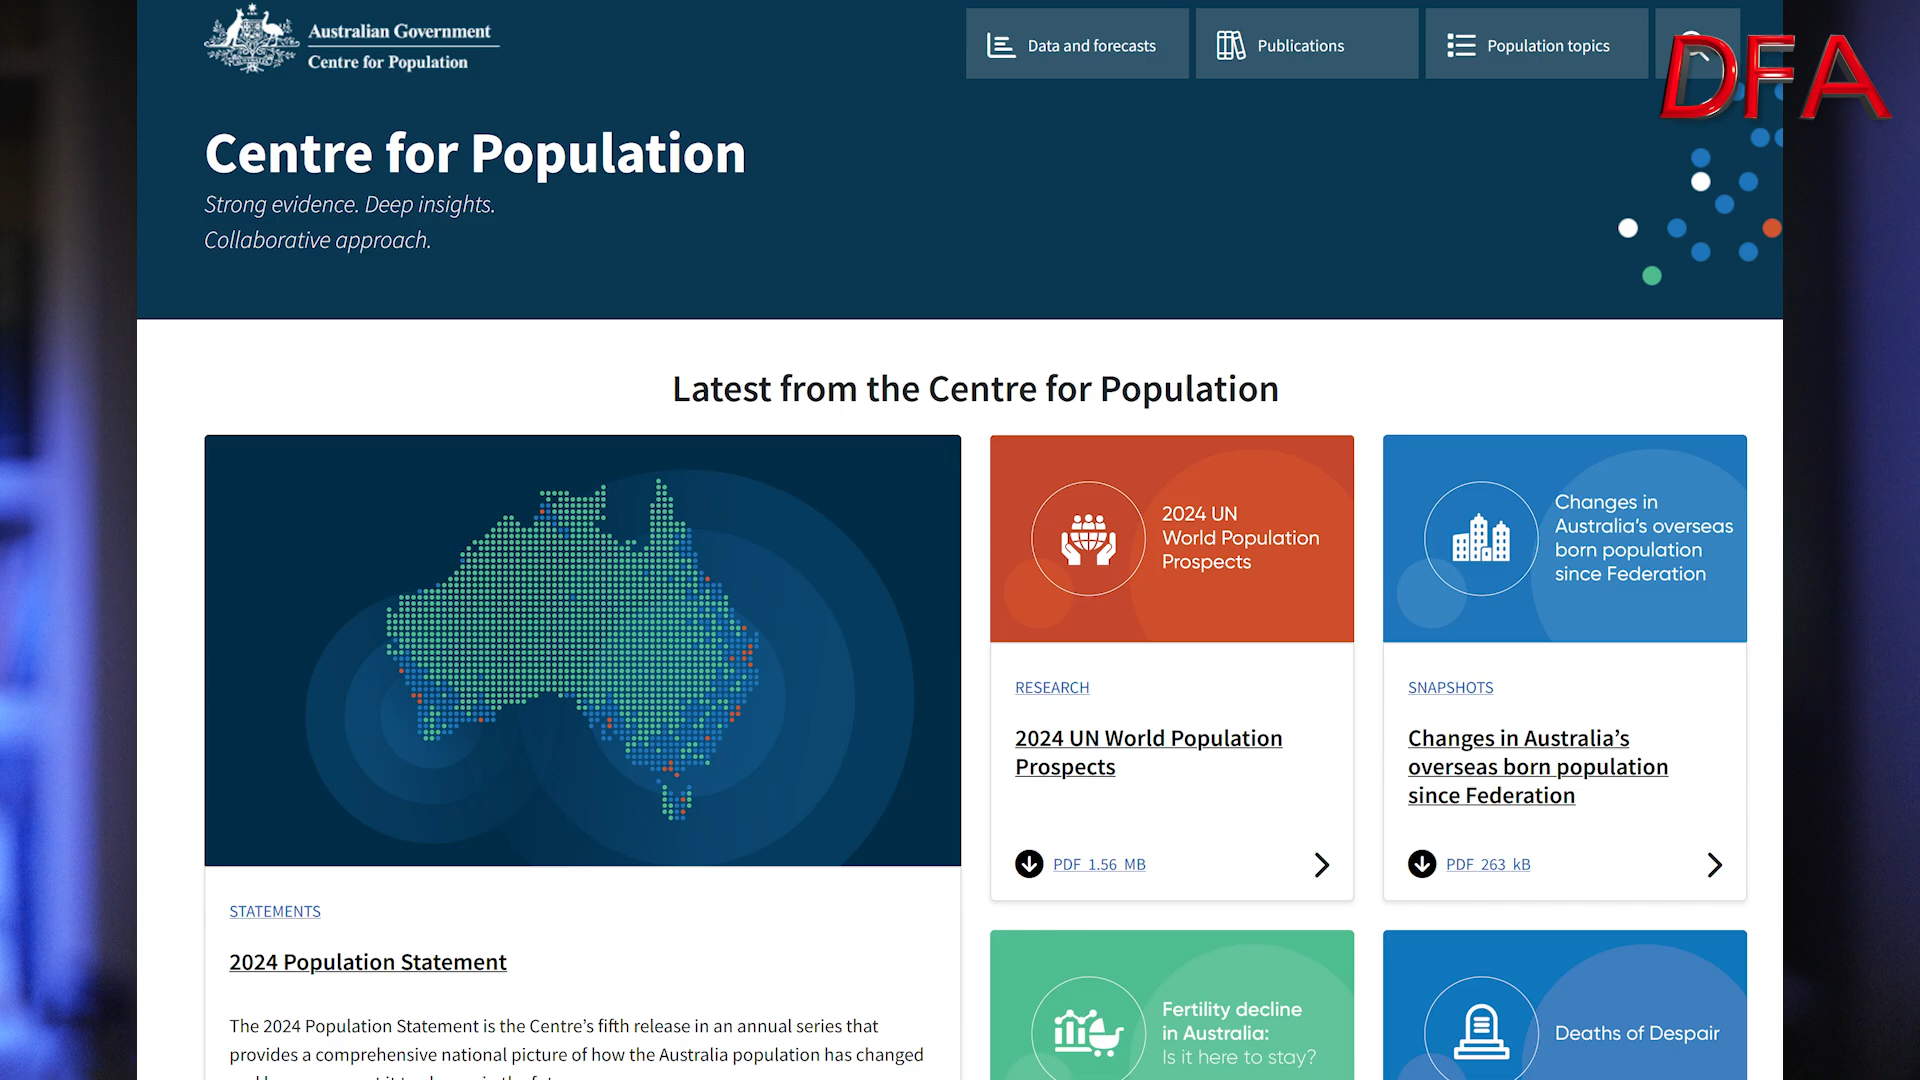 Australian Government
Centre for Population
Data and forecasts
Publications
Population topics
DFA
Centre for Population
Strong evidence. Deep insights.
Collaborative approach.
Latest from the Centre for Population
2024 UN
World Population
Prospects
Changes in
Australia's overseas
born population
since Federation
RESEARCH
2024 UN World Population
Prospects
PDF 1.56 MB
SNAPSHOTS
Changes in Australia's
overseas born population
since Federation
PDF 263 kB
STATEMENTS
2024 Population Statement
The 2024 Population Statement is the Centre's fifth release in an annual series that
provides a comprehensive national picture of how the Australia population has changed
Fertility decline
in Australia:
Is it here to stay?
Deaths of Despair